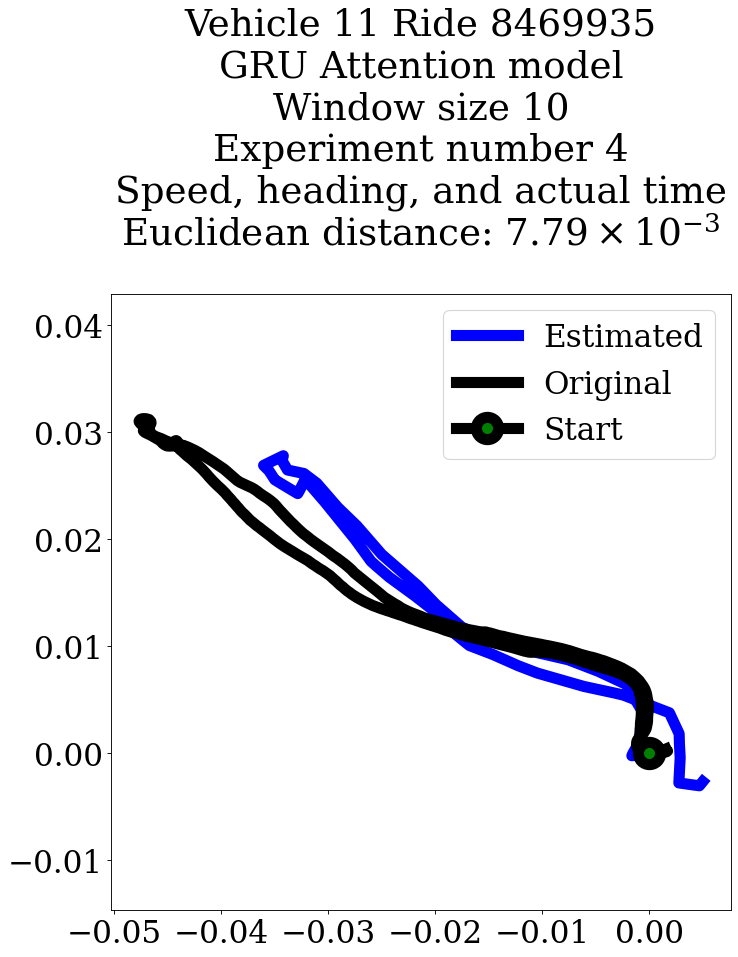 Vehicle 11 Ride 8469935
GRU Attention model
Window size 10
Experiment number 4
Speed, heading, and actual time
Euclidean distance: 7.79 × 10⁻³
Estimated
Original
Start
0.04
0.03
0.02
0.01
0.00
−0.01
−0.05 −0.04 −0.03 −0.02 −0.01 0.00